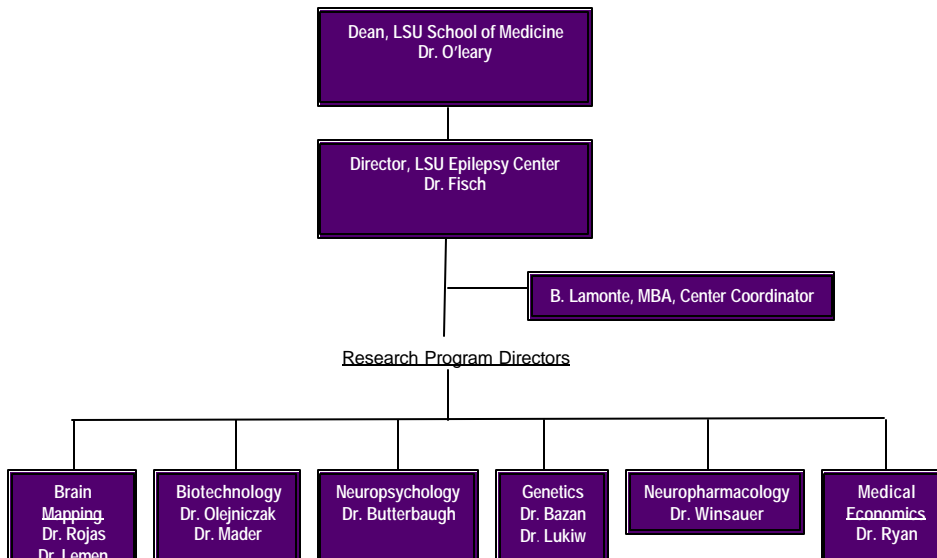 Dean, LSU School of Medicine
Dr. O'leary
Director, LSU Epilepsy Center
Dr. Fisch
B. Lamonte, MBA, Center Coordinator
Research Program Directors
Brain
Mapping
Dr. Rojas
Dr. Lemen
Biotechnology
Dr. Olejniczak
Dr. Mader
Neuropsychology
Dr. Butterbaugh
Genetics
Dr. Bazan
Dr. Lukiw
Neuropharmacology
Dr. Winsauer
Medical
Economics
Dr. Ryan